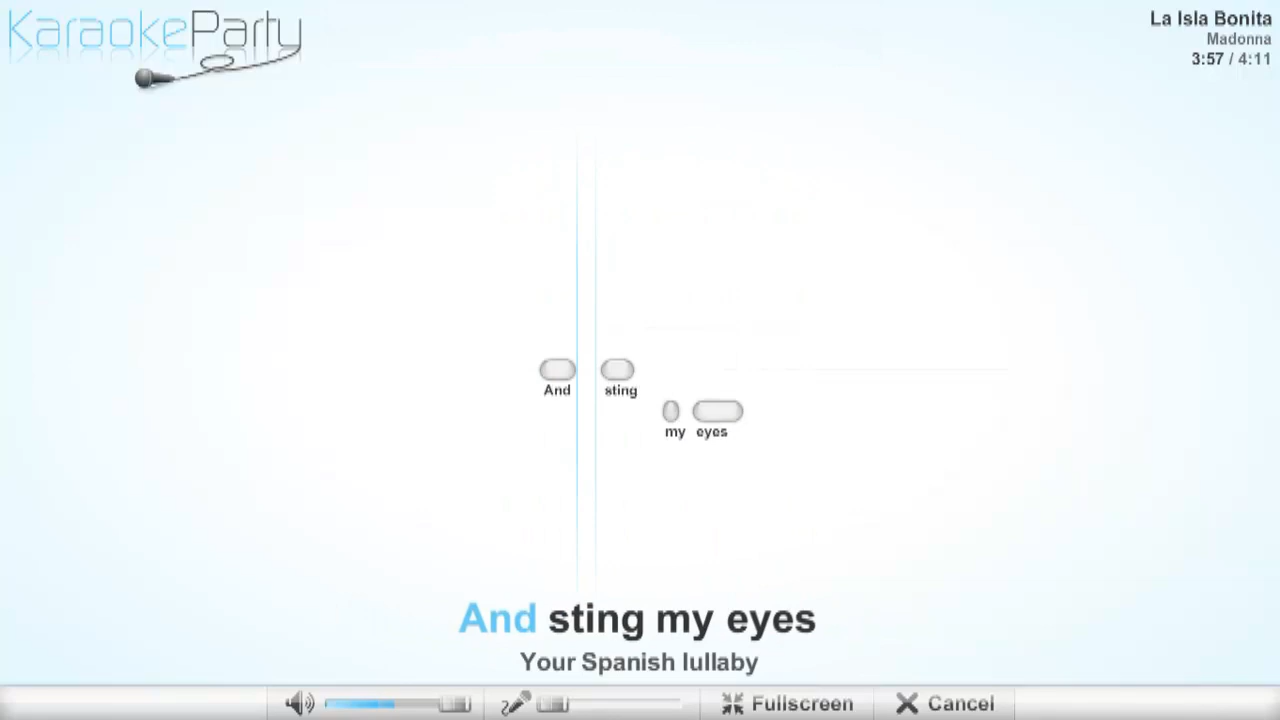 KaraokeParty
La Isla Bonita
Madonna
3:57 / 4:11
And sting
my eyes
And sting my eyes
Your Spanish lullaby
Fullscreen Cancel